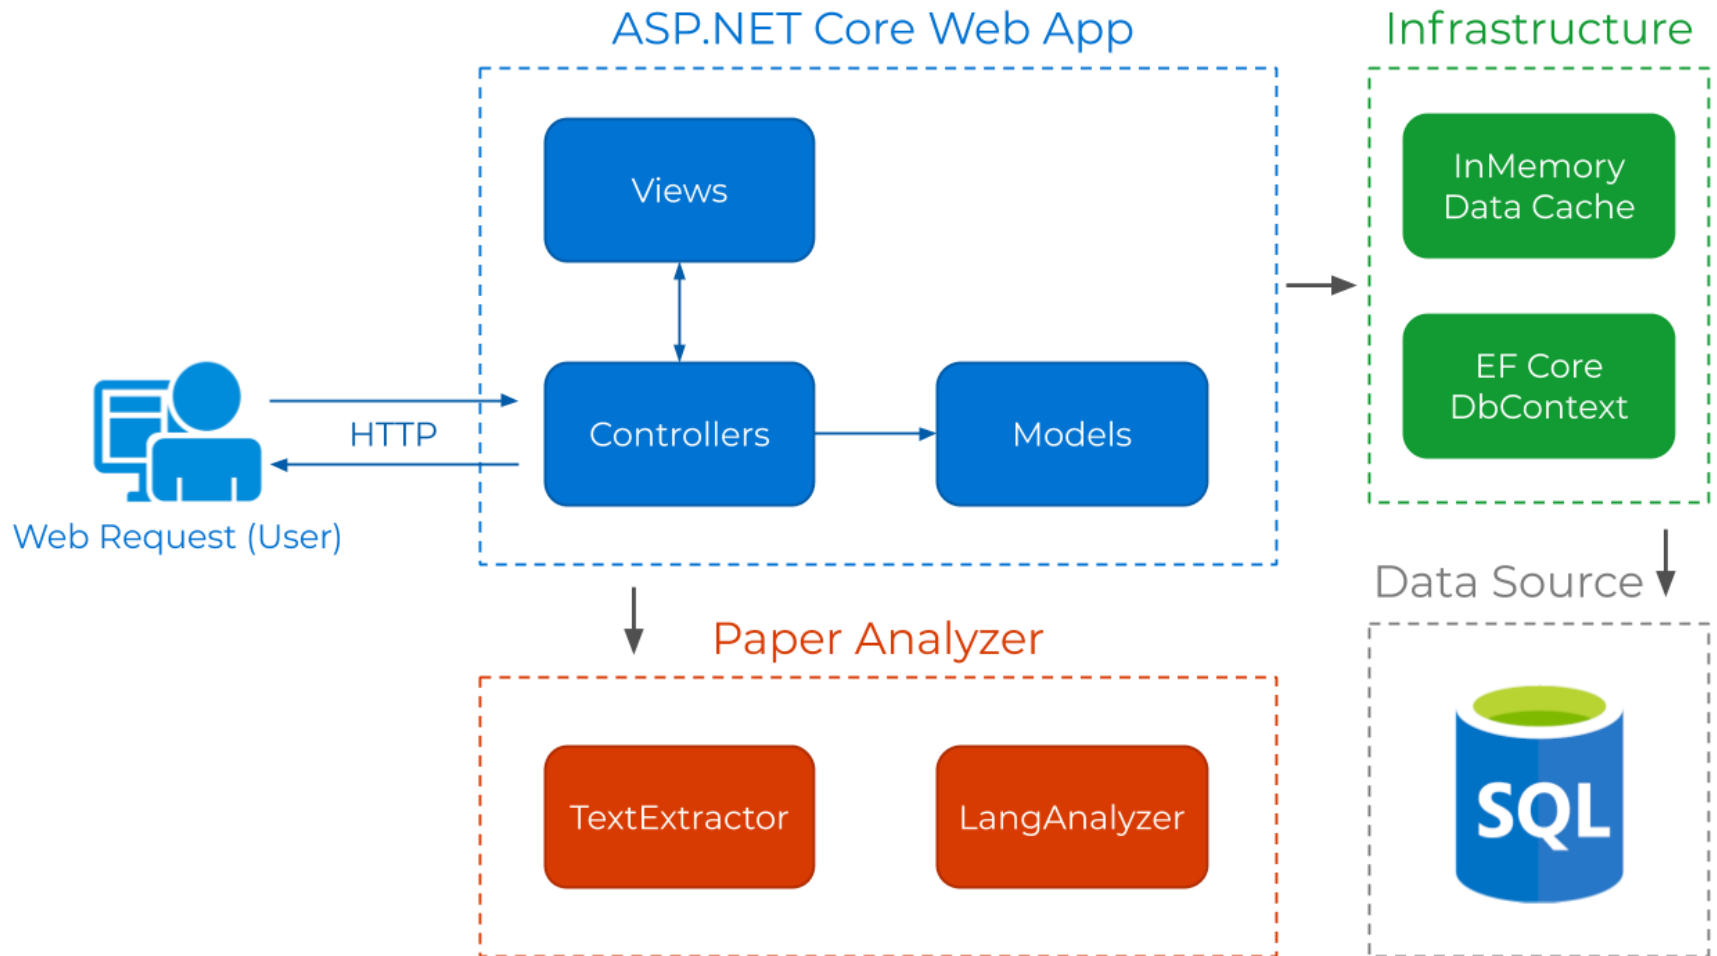 ASP.NET Core Web App
Infrastructure
Views
InMemory
Data Cache
EF Core
DbContext
HTTP
Controllers
Models
Web Request (User)
Data Source
Paper Analyzer
TextExtractor
LangAnalyzer
SQL